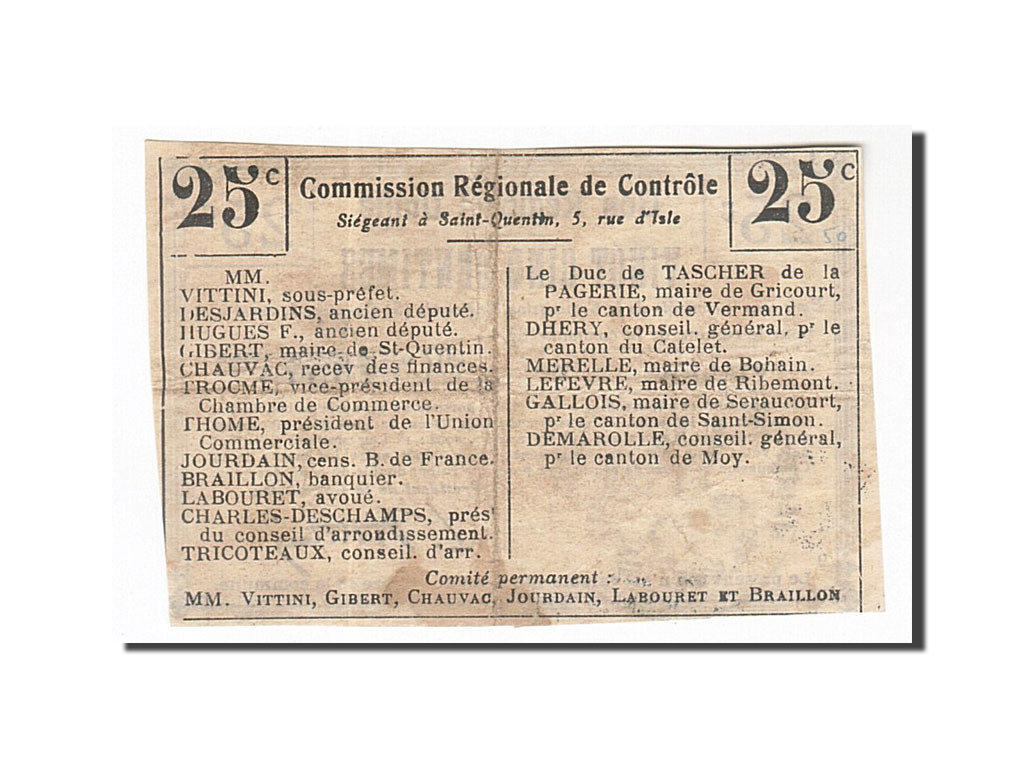 25c
Commission Régionale de Contrôle
Siégeant à Saint-Quentin, 5, rue d'Isle
25c
MM.
VITTINI, sous-préfet.
DESJARDINS, ancien député.
HUGUES F., ancien député.
GIBERT, maire de St-Quentin.
CHAUVAC, recev des finances.
TROCME, vice-président de la
Chambre de Commerce.
THOME, président de l'Union
Commerciale.
JOURDAIN, cens. B. de France.
BRAILLON, banquier.
LABOURET, avoué.
CHARLES-DESCHAMPS, prést
du conseil d'arrondissement.
TRICOTEAUX, conseil. d'arr.
Le Duc de TASCHER de la
PAGERIE, maire de Gricourt,
pr le canton de Vermand.
DHERY, conseil. général, pr le
canton du Catelet.
MERELLE, maire de Bohain.
LEFEVRE, maire de Ribemont.
GALLOIS, maire de Seraucourt,
pr le canton de Saint-Simon.
DEMAROLLE, conseil. général,
pr le canton de Moy.
Comité permanent :
MM. VITTINI, GIBERT, CHAUVAC, JOURDAIN, LABOURET ET BRAILLON